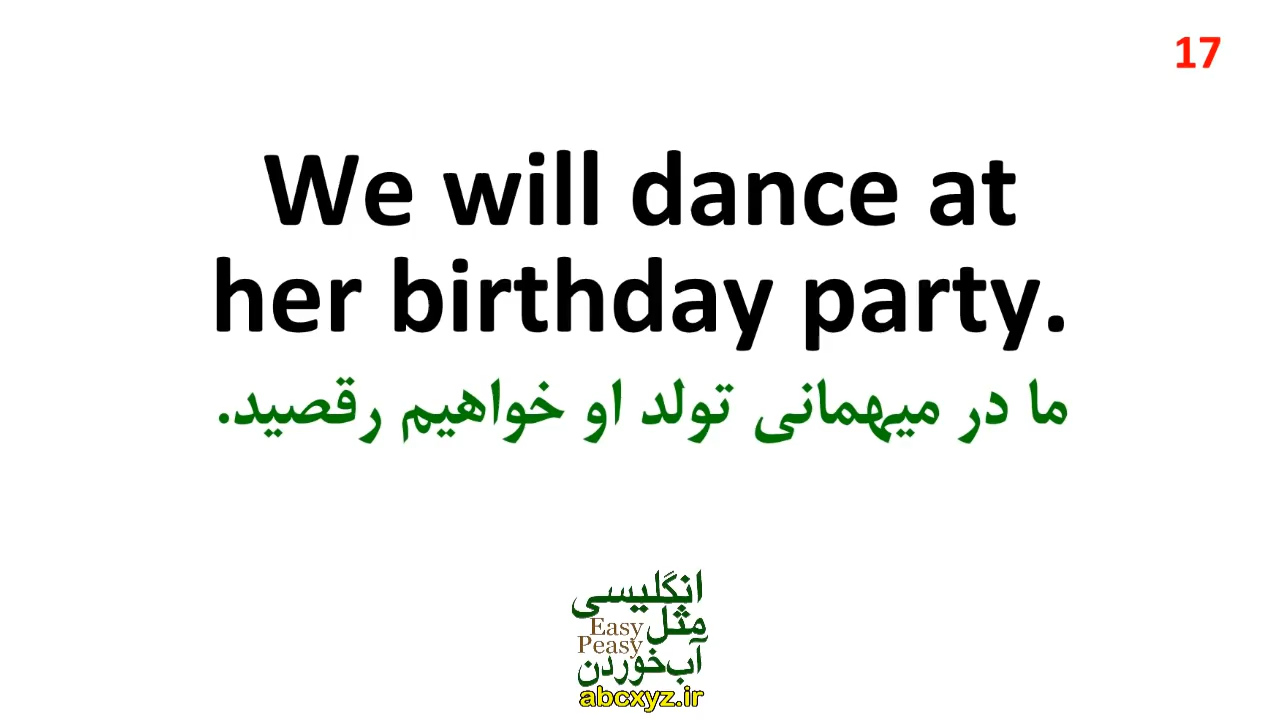 17
We will dance at
her birthday party.
ما در میهمانی تولد او خواهیم رقصید.
انگلیسی
مثل
Easy
Peasy
آب‌خوردن
abcxyz.ir